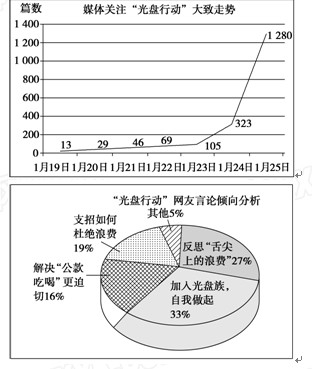 篇数
媒体关注“光盘行动”大致走势
1 400
1 200
1 000
800
600
400
200
0
13
29
46
69
105
323
1 280
1月19日
1月20日
1月21日
1月22日
1月23日
1月24日
1月25日
“光盘行动”网友言论倾向分析
其他5%
支招如何
杜绝浪费
19%
反思“舌尖
上的浪费”27%
解决“公款
吃喝”更迫
切16%
加入光盘族，
自我做起
33%